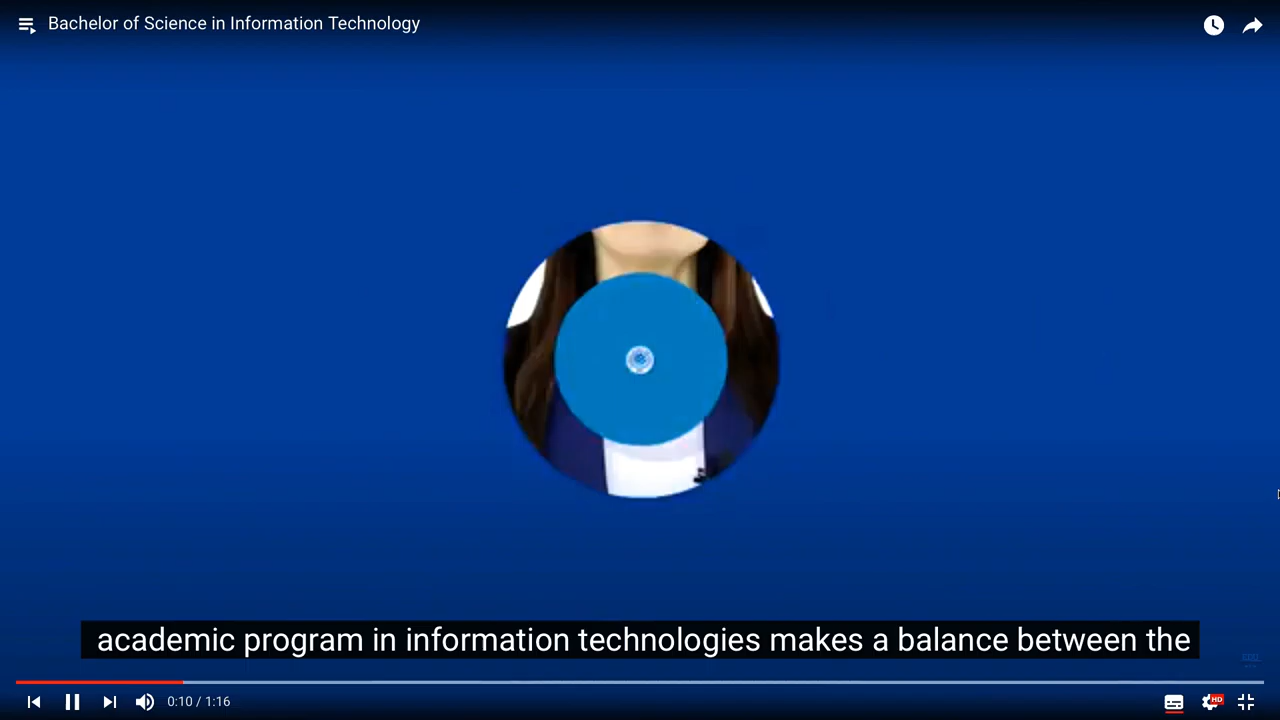 Bachelor of Science in Information Technology
academic program in information technologies makes a balance between the
0:10 / 1:16
HD